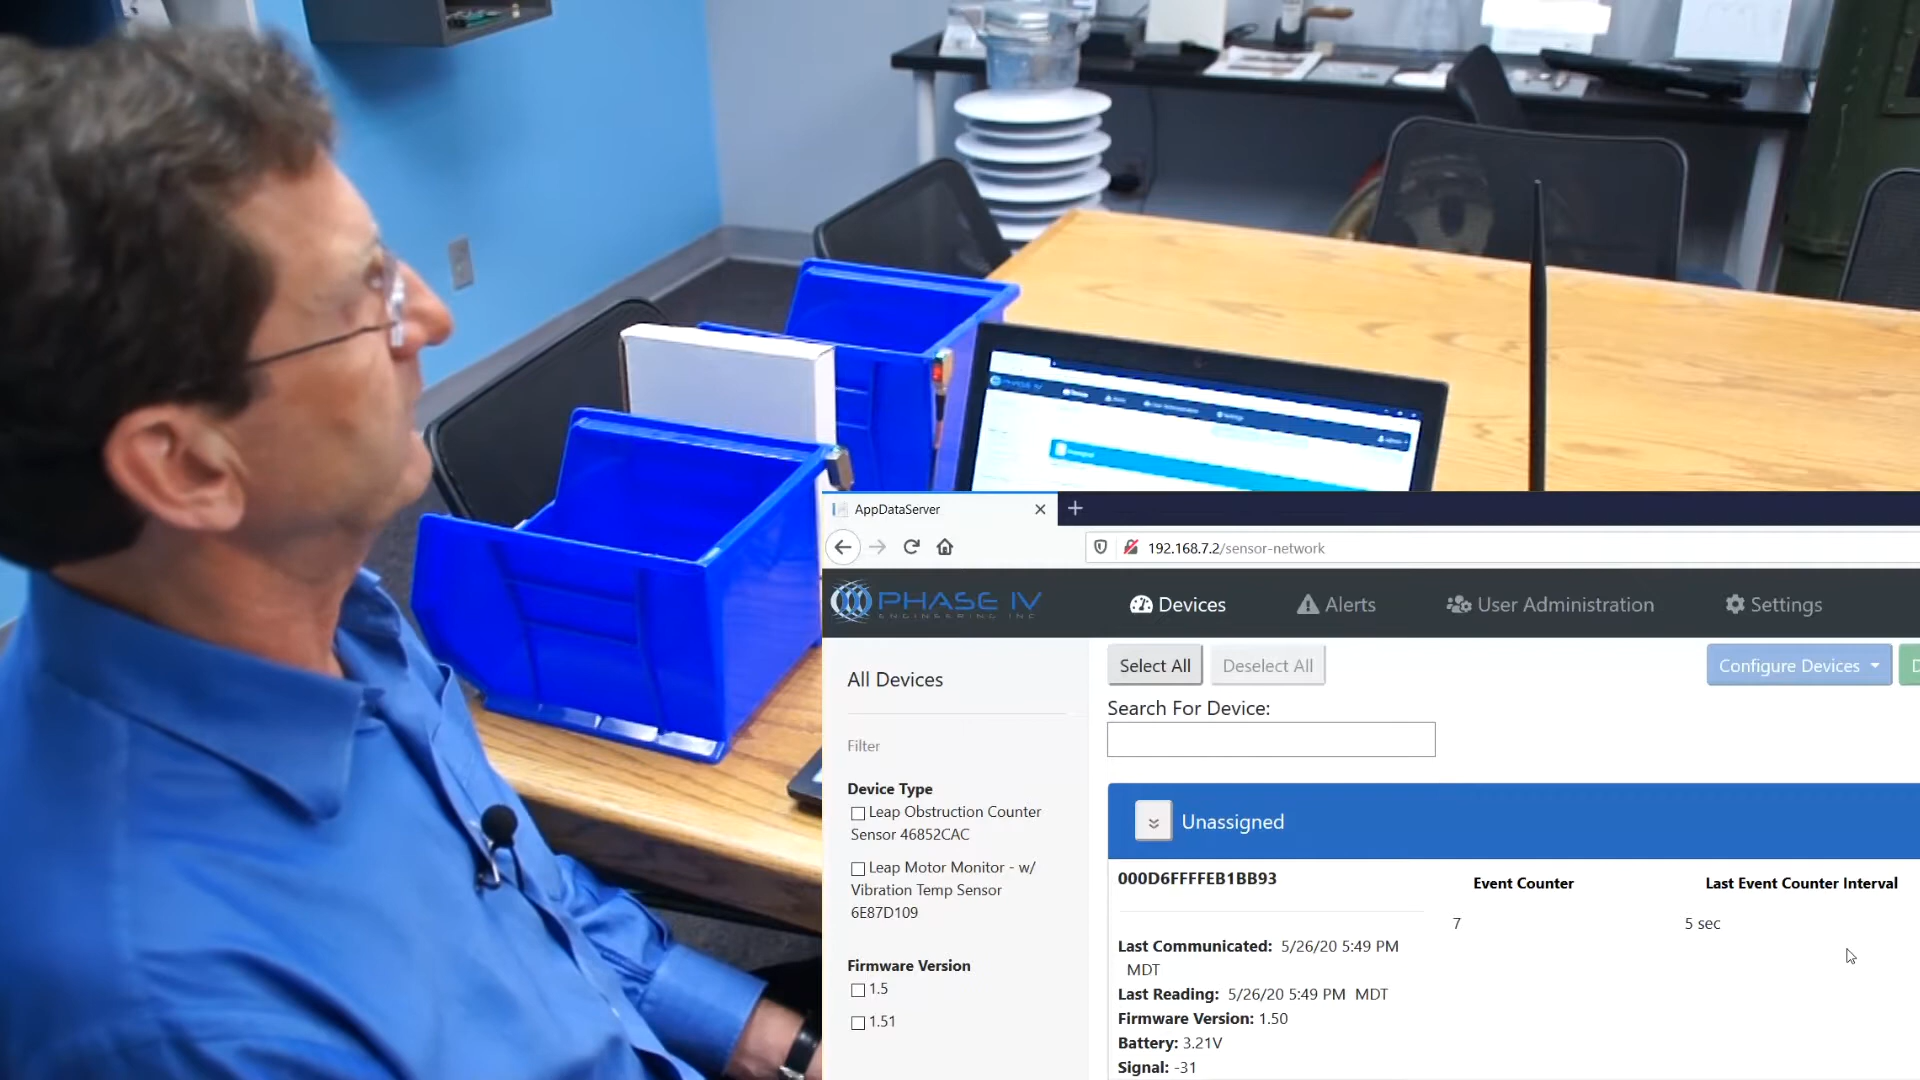 AppDataServer
192.168.7.2/sensor-network
PHASE IV
ENGINEERING INC
Devices
Alerts
User Administration
Settings
All Devices
Filter
Device Type
Leap Obstruction Counter
Sensor 46852CAC
Leap Motor Monitor - w/
Vibration Temp Sensor
6E87D109
Firmware Version
1.5
1.51
Select All
Deselect All
Configure Devices
Search For Device:
Unassigned
000D6FFFFEB1BB93
Event Counter
Last Event Counter Interval
7
5 sec
Last Communicated: 5/26/20 5:49 PM
MDT
Last Reading: 5/26/20 5:49 PM MDT
Firmware Version: 1.50
Battery: 3.21V
Signal: -31